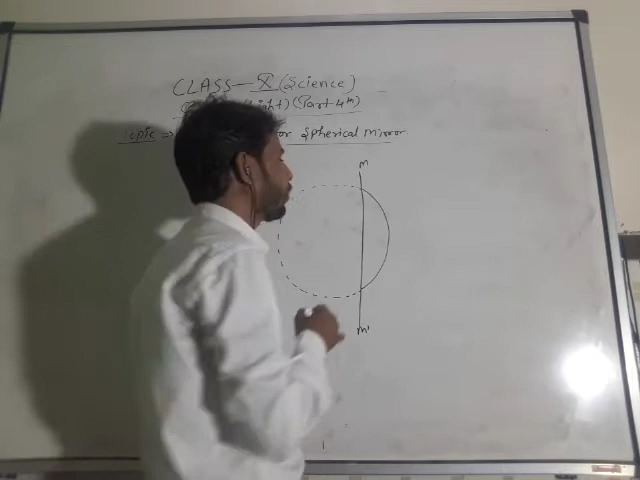 CLASS— X (Science)
Light) (Part 4th)
Topic ⇒ for Spherical Mirror
M
M'